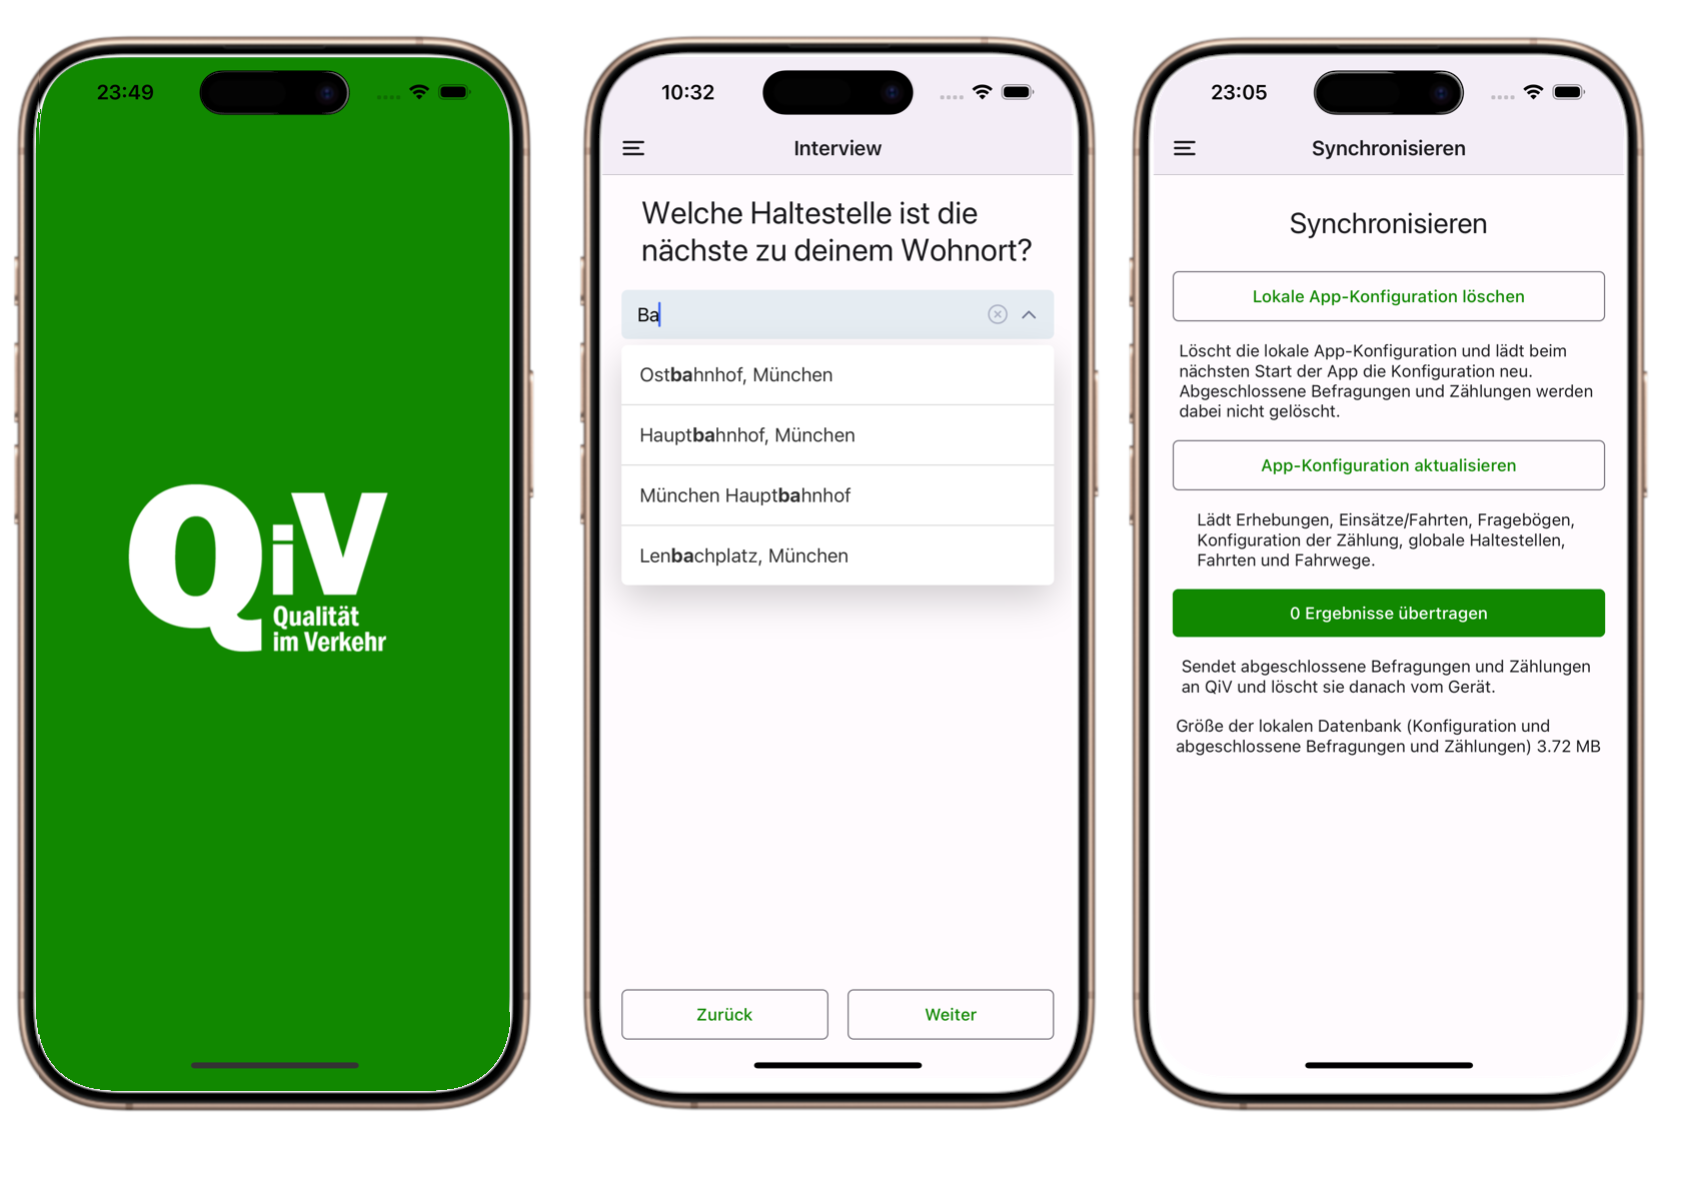 23:49
QiV
Qualität
im Verkehr
10:32
Interview
Welche Haltestelle ist die
nächste zu deinem Wohnort?
Ba
Ostbahnhof, München
Hauptbahnhof, München
München Hauptbahnhof
Lenbachplatz, München
Zurück
Weiter
23:05
Synchronisieren
Synchronisieren
Lokale App-Konfiguration löschen
Löscht die lokale App-Konfiguration und lädt beim
nächsten Start der App die Konfiguration neu.
Abgeschlossene Befragungen und Zählungen werden
dabei nicht gelöscht.
App-Konfiguration aktualisieren
Lädt Erhebungen, Einsätze/Fahrten, Fragebögen,
Konfiguration der Zählung, globale Haltestellen,
Fahrten und Fahrwege.
0 Ergebnisse übertragen
Sendet abgeschlossene Befragungen und Zählungen
an QiV und löscht sie danach vom Gerät.
Größe der lokalen Datenbank (Konfiguration und
abgeschlossene Befragungen und Zählungen) 3.72 MB